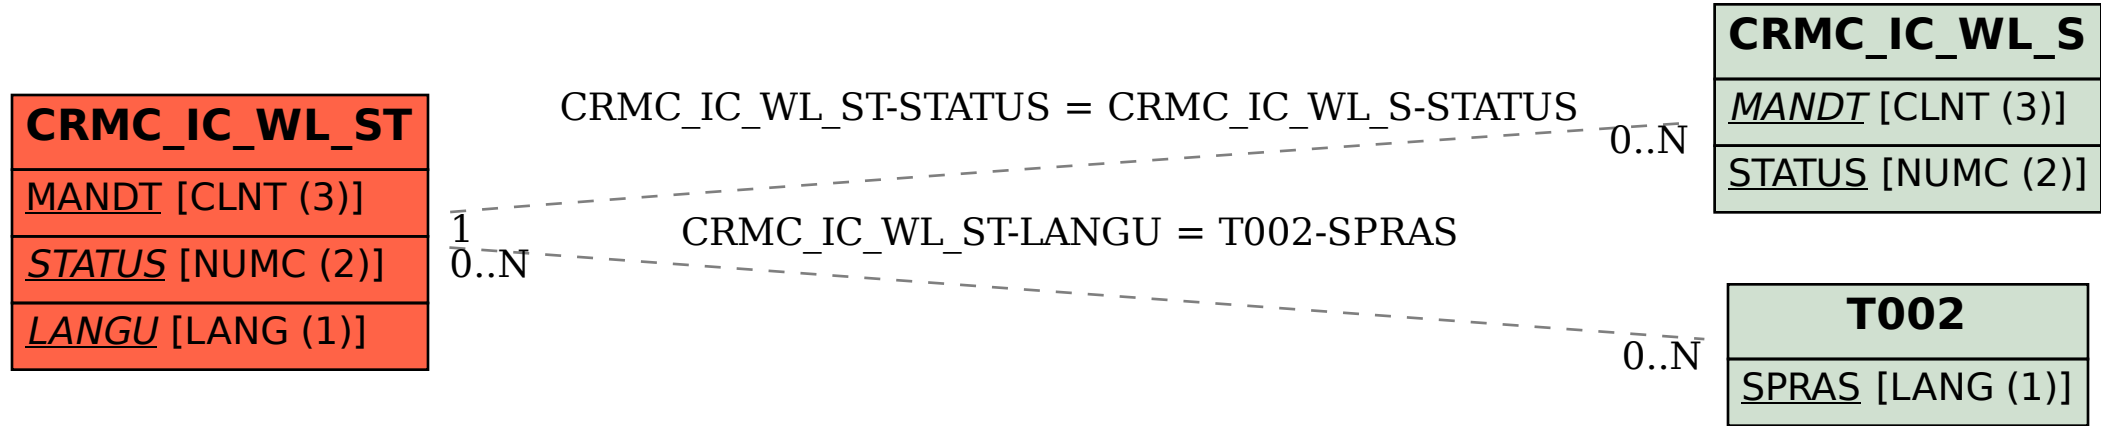 CRMC_IC_WL_ST
MANDT [CLNT (3)]
STATUS [NUMC (2)]
LANGU [LANG (1)]
CRMC_IC_WL_ST-STATUS = CRMC_IC_WL_S-STATUS
0..N
1
CRMC_IC_WL_ST-LANGU = T002-SPRAS
0..N
0..N
CRMC_IC_WL_S
MANDT [CLNT (3)]
STATUS [NUMC (2)]
T002
SPRAS [LANG (1)]